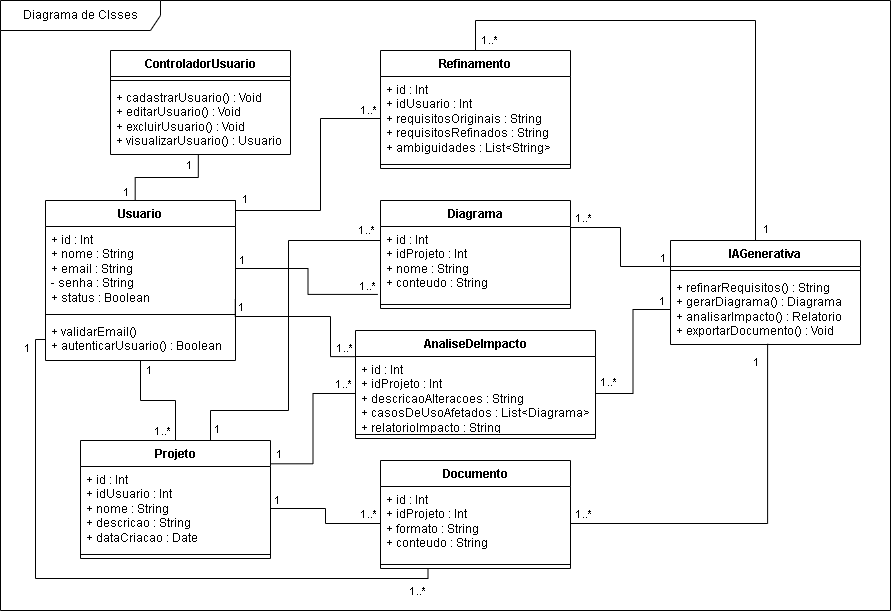 Diagrama de Clsses
ControladorUsuario
+ cadastrarUsuario() : Void
+ editarUsuario() : Void
+ excluirUsuario() : Void
+ visualizarUsuario() : Usuario
1
1
Usuario
+ id : Int
+ nome : String
+ email : String
- senha : String
+ status : Boolean
+ validarEmail()
+ autenticarUsuario() : Boolean
1
1
1
1
1
1..*
Refinamento
+ id : Int
+ idUsuario : Int
+ requisitosOriginais : String
+ requisitosRefinados : String
+ ambiguidades : List<String>
1..*
1..*
Diagrama
+ id : Int
+ idProjeto : Int
+ nome : String
+ conteudo : String
1..*
1..*
1..*
AnaliseDeImpacto
+ id : Int
+ idProjeto : Int
+ descricaoAlteracoes : String
+ casosDeUsoAfetados : List<Diagrama>
+ relatorioImpacto : String
1..*
1..*
1..*
1
IAGenerativa
+ refinarRequisitos() : String
+ gerarDiagrama() : Diagrama
+ analisarImpacto() : Relatorio
+ exportarDocumento() : Void
1
1
1
Projeto
+ id : Int
+ idUsuario : Int
+ nome : String
+ descricao : String
+ dataCriacao : Date
1
1
1
Documento
+ id : Int
+ idProjeto : Int
+ formato : String
+ conteudo : String
1..*
1..*
1..*